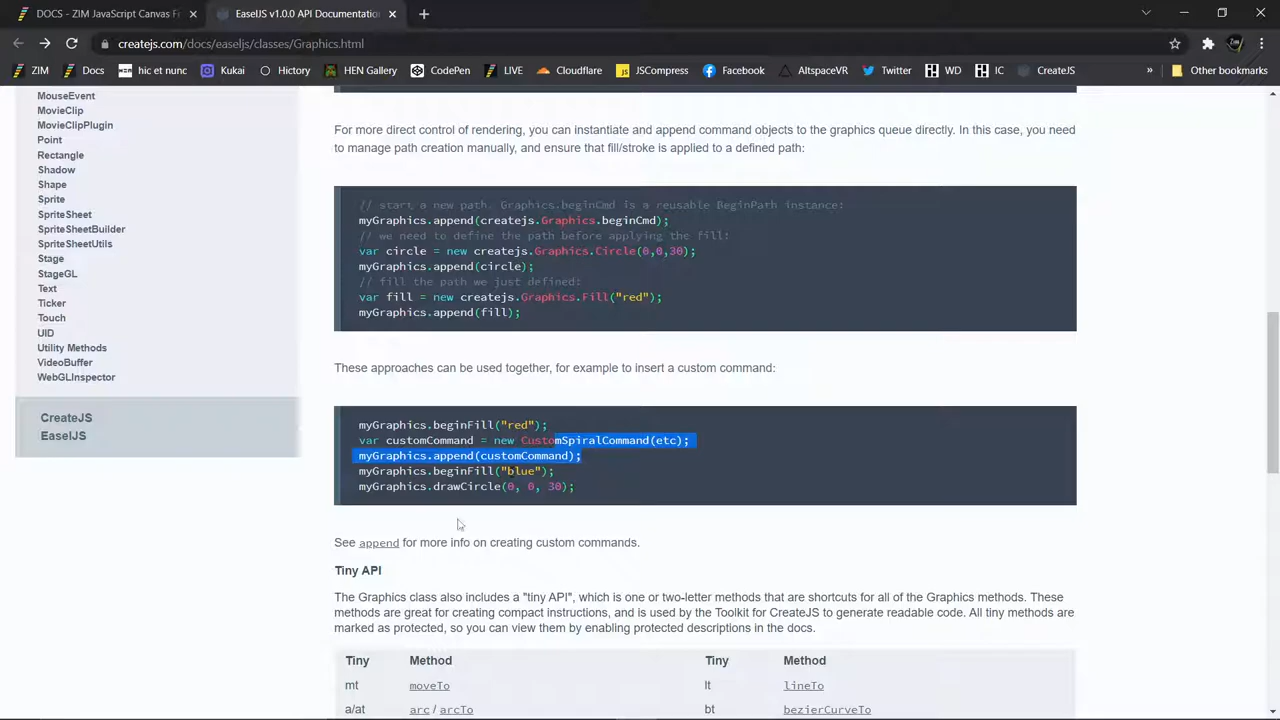 DOCS - ZIM JavaScript Canvas F
EaselJS v1.0.0 API Documentation
createjs.com/docs/easeljs/classes/Graphics.html
ZIM Docs hic et nunc Kukai Hictory HEN Gallery CodePen LIVE Cloudflare JSCompress Facebook AltspaceVR Twitter WD IC CreateJS » Other bookmarks
MouseEvent
MovieClip
MovieClipPlugin
Point
Rectangle
Shadow
Shape
Sprite
SpriteSheet
SpriteSheetBuilder
SpriteSheetUtils
Stage
StageGL
Text
Ticker
Touch
UID
Utility Methods
VideoBuffer
WebGLInspector
CreateJS
EaselJS
For more direct control of rendering, you can instantiate and append command objects to the graphics queue directly. In this case, you need
to manage path creation manually, and ensure that fill/stroke is applied to a defined path:
// start a new path. Graphics.beginCmd is a reusable BeginPath instance:
myGraphics.append(createjs.Graphics.beginCmd);
// we need to define the path before applying the fill:
var circle = new createjs.Graphics.Circle(0,0,30);
myGraphics.append(circle);
// fill the path we just defined:
var fill = new createjs.Graphics.Fill("red");
myGraphics.append(fill);
These approaches can be used together, for example to insert a custom command:
myGraphics.beginFill("red");
var customCommand = new CustomSpiralCommand(etc);
myGraphics.append(customCommand);
myGraphics.beginFill("blue");
myGraphics.drawCircle(0, 0, 30);
See append for more info on creating custom commands.
Tiny API
The Graphics class also includes a "tiny API", which is one or two-letter methods that are shortcuts for all of the Graphics methods. These
methods are great for creating compact instructions, and is used by the Toolkit for CreateJS to generate readable code. All tiny methods are
marked as protected, so you can view them by enabling protected descriptions in the docs.
Tiny Method Tiny Method
mt moveTo lt lineTo
a/at arc / arcTo bt bezierCurveTo